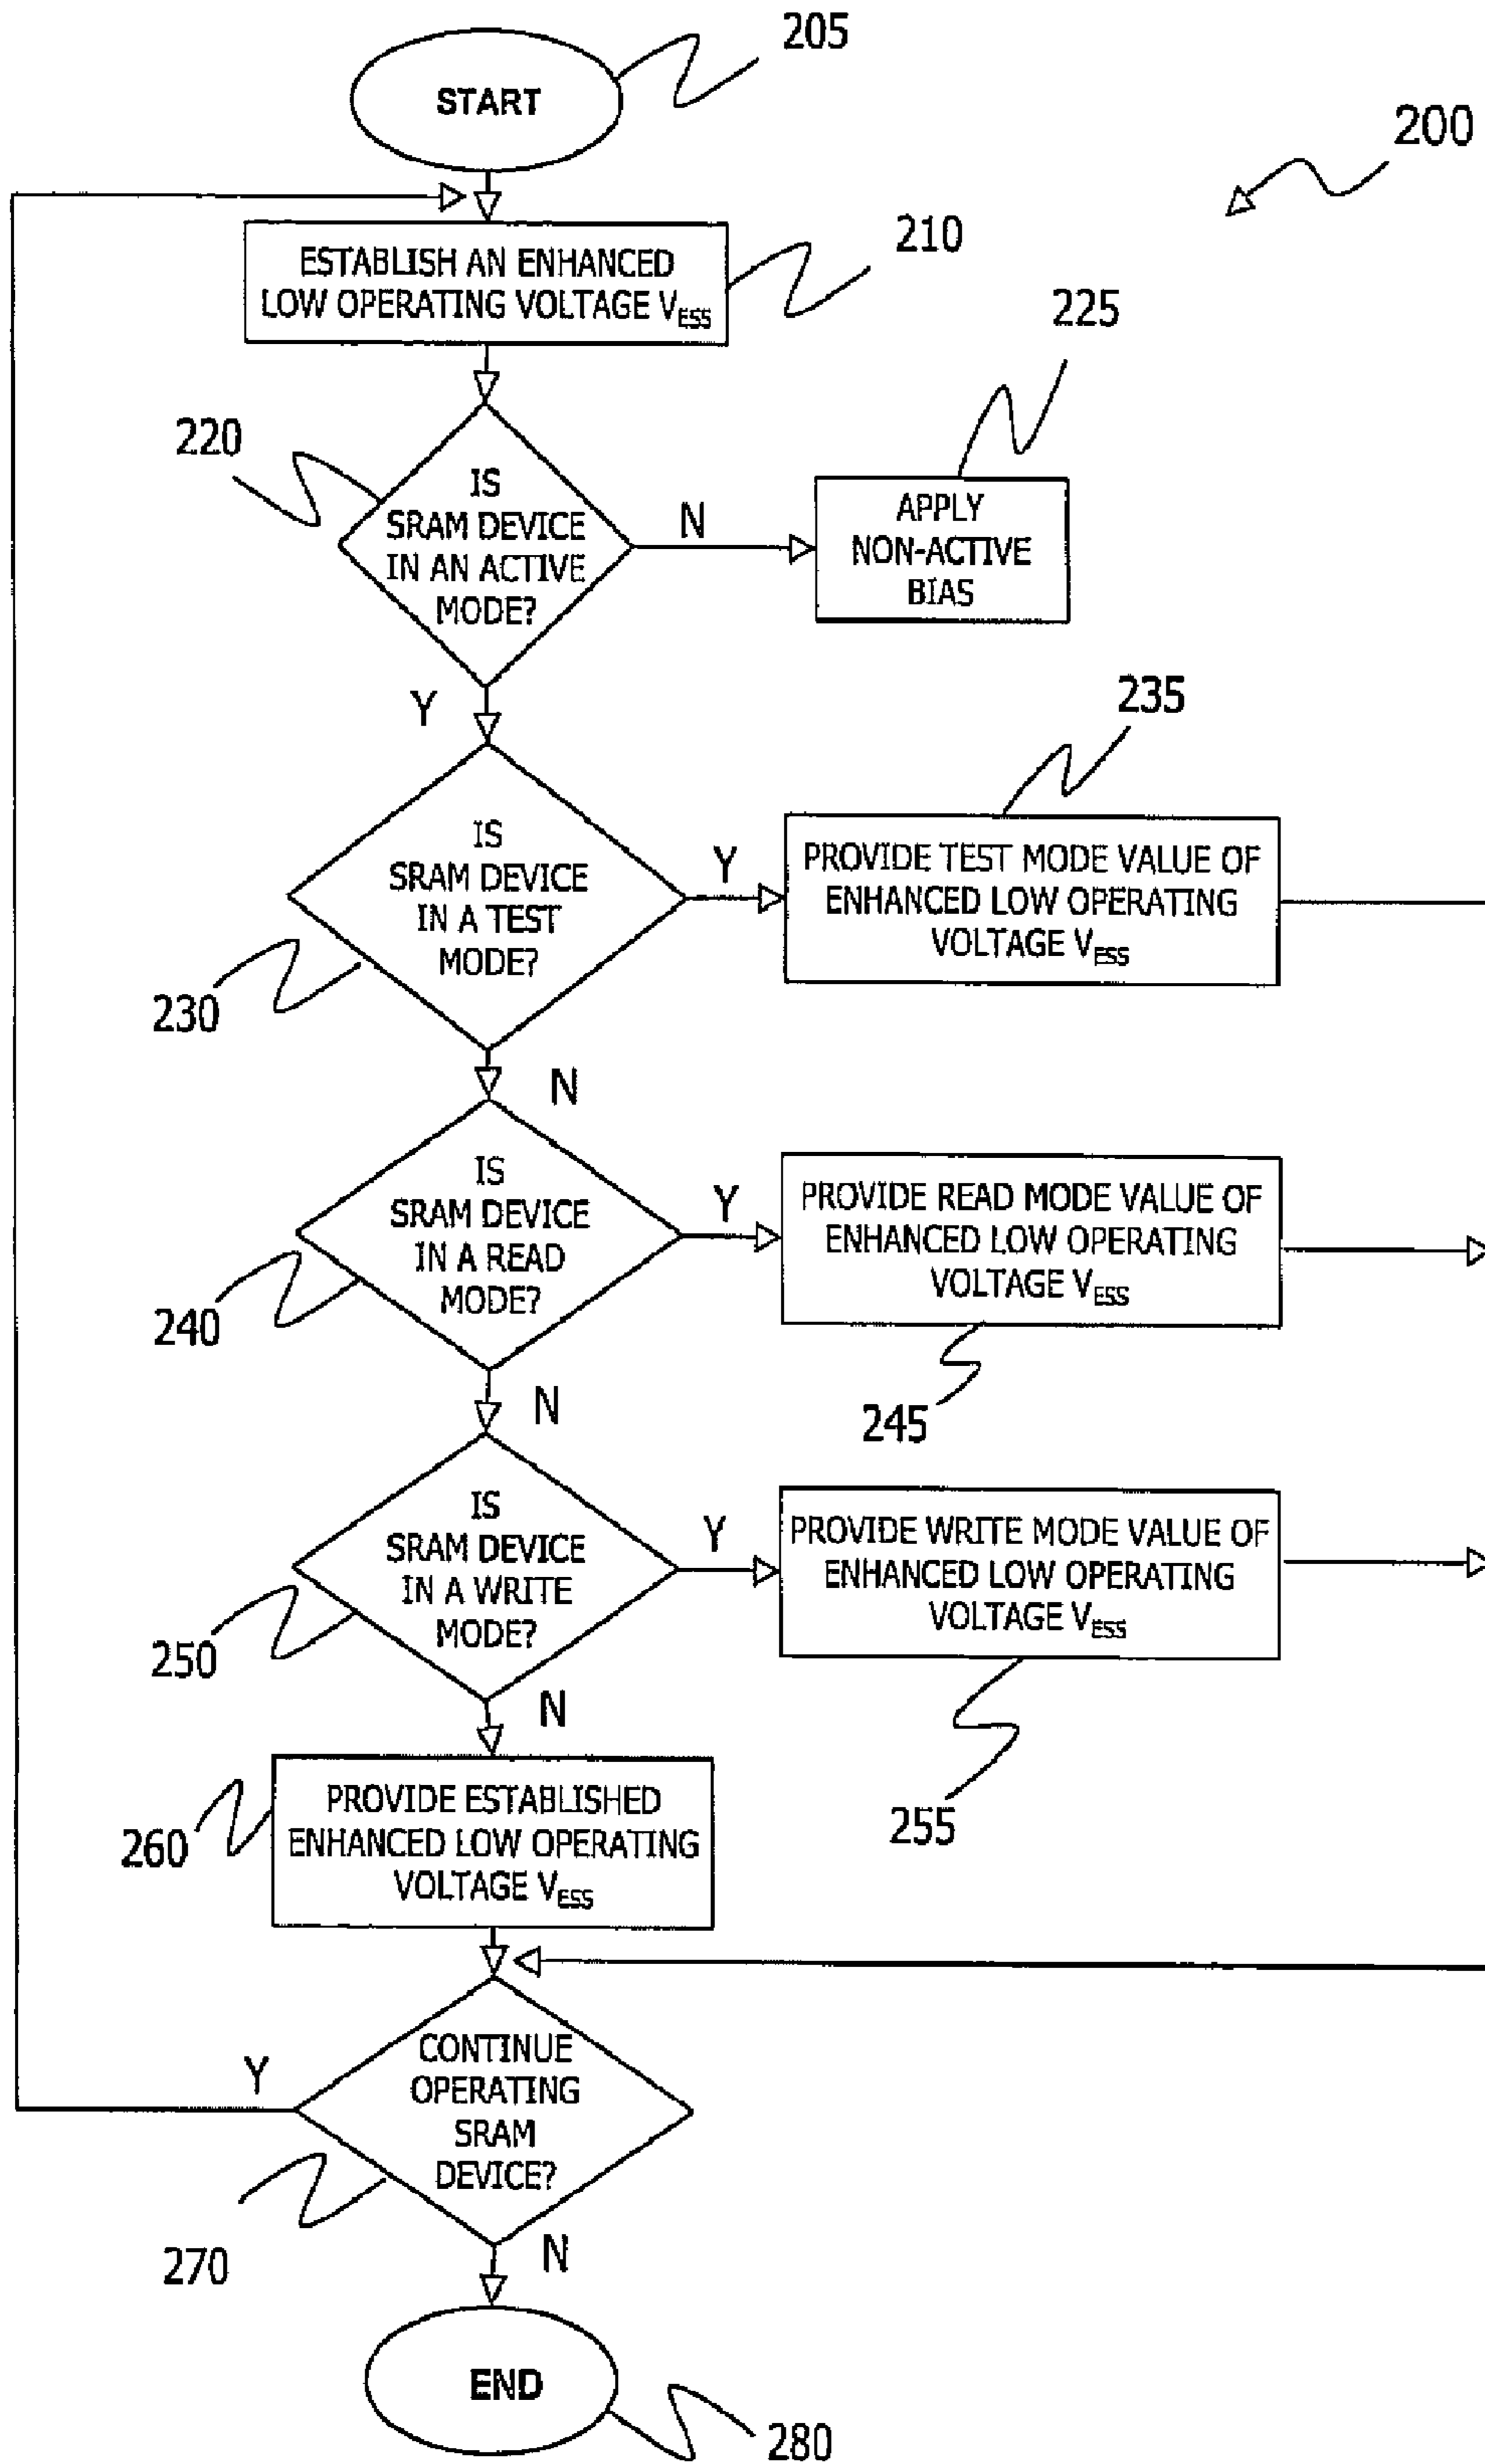 205
START
200
210
ESTABLISH AN ENHANCED
LOW OPERATING VOLTAGE VESS
225
220
IS
SRAM DEVICE
IN AN ACTIVE
MODE?
N
APPLY
NON-ACTIVE
BIAS
Y
235
IS
SRAM DEVICE
IN A TEST
MODE?
Y
PROVIDE TEST MODE VALUE OF
ENHANCED LOW OPERATING
VOLTAGE VESS
230
N
IS
SRAM DEVICE
IN A READ
MODE?
Y
PROVIDE READ MODE VALUE OF
ENHANCED LOW OPERATING
VOLTAGE VESS
240
245
N
IS
SRAM DEVICE
IN A WRITE
MODE?
Y
PROVIDE WRITE MODE VALUE OF
ENHANCED LOW OPERATING
VOLTAGE VESS
250
255
N
260
PROVIDE ESTABLISHED
ENHANCED LOW OPERATING
VOLTAGE VESS
Y
CONTINUE
OPERATING
SRAM
DEVICE?
270
N
END
280